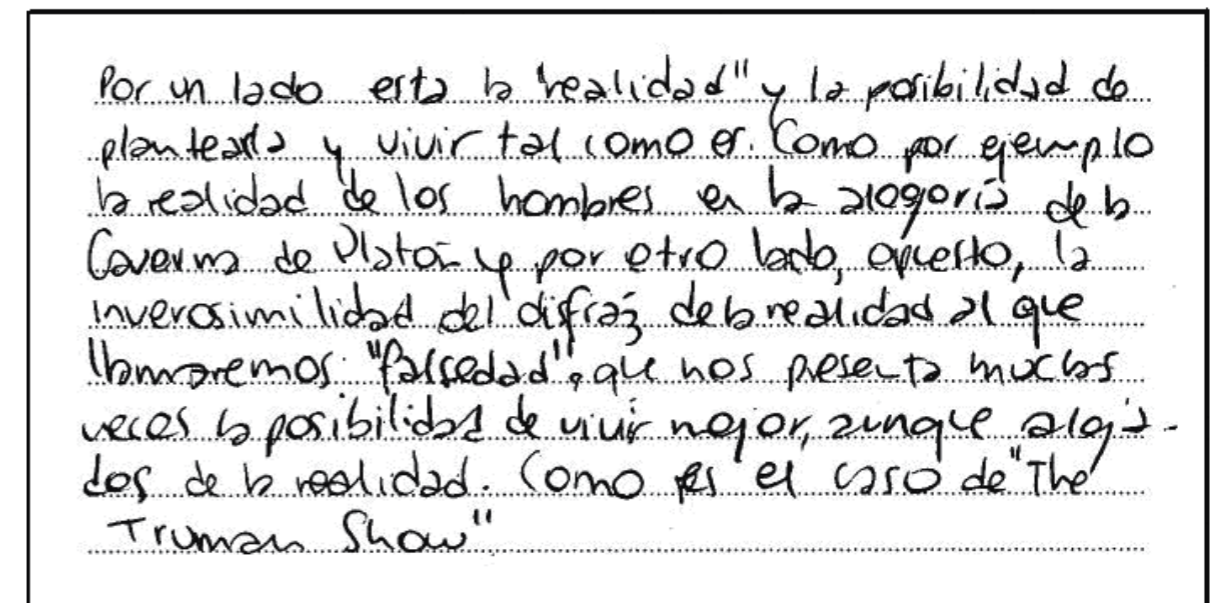 Por un lado esta la "realidad" y la posibilidad de
plantearla y vivir tal como es. Como por ejemplo
la realidad de los hombres en la alegoría de la
Caverna de Platón y por otro lado, opuesto, la
inverosimilidad del disfraz de la realidad al que
llamaremos "falsedad", que nos presenta muchas
veces la posibilidad de vivir mejor, aunque aleja-
dos de la realidad. Como es el caso de "The
Truman Show"